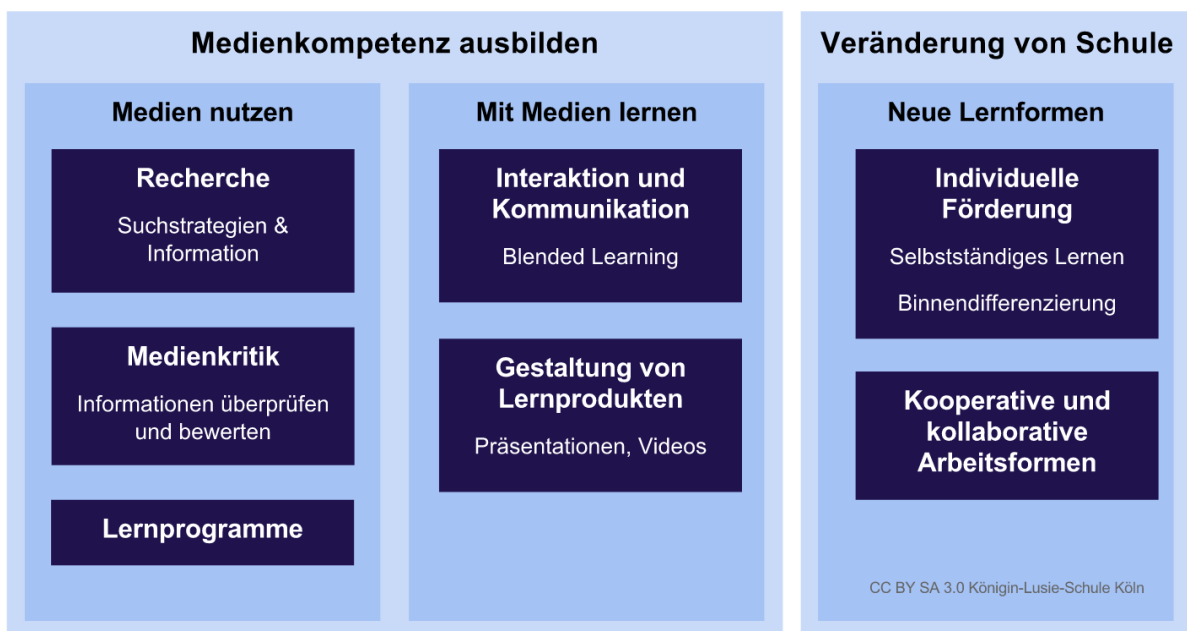 Medienkompetenz ausbilden
Medien nutzen
Recherche
Suchstrategien &
Information
Medienkritik
Informationen überprüfen
und bewerten
Lernprogramme
Mit Medien lernen
Interaktion und
Kommunikation
Blended Learning
Gestaltung von
Lernprodukten
Präsentationen, Videos
Veränderung von Schule
Neue Lernformen
Individuelle
Förderung
Selbstständiges Lernen
Binnendifferenzierung
Kooperative und
kollaborative
Arbeitsformen
CC BY SA 3.0 Königin-Lusie-Schule Köln